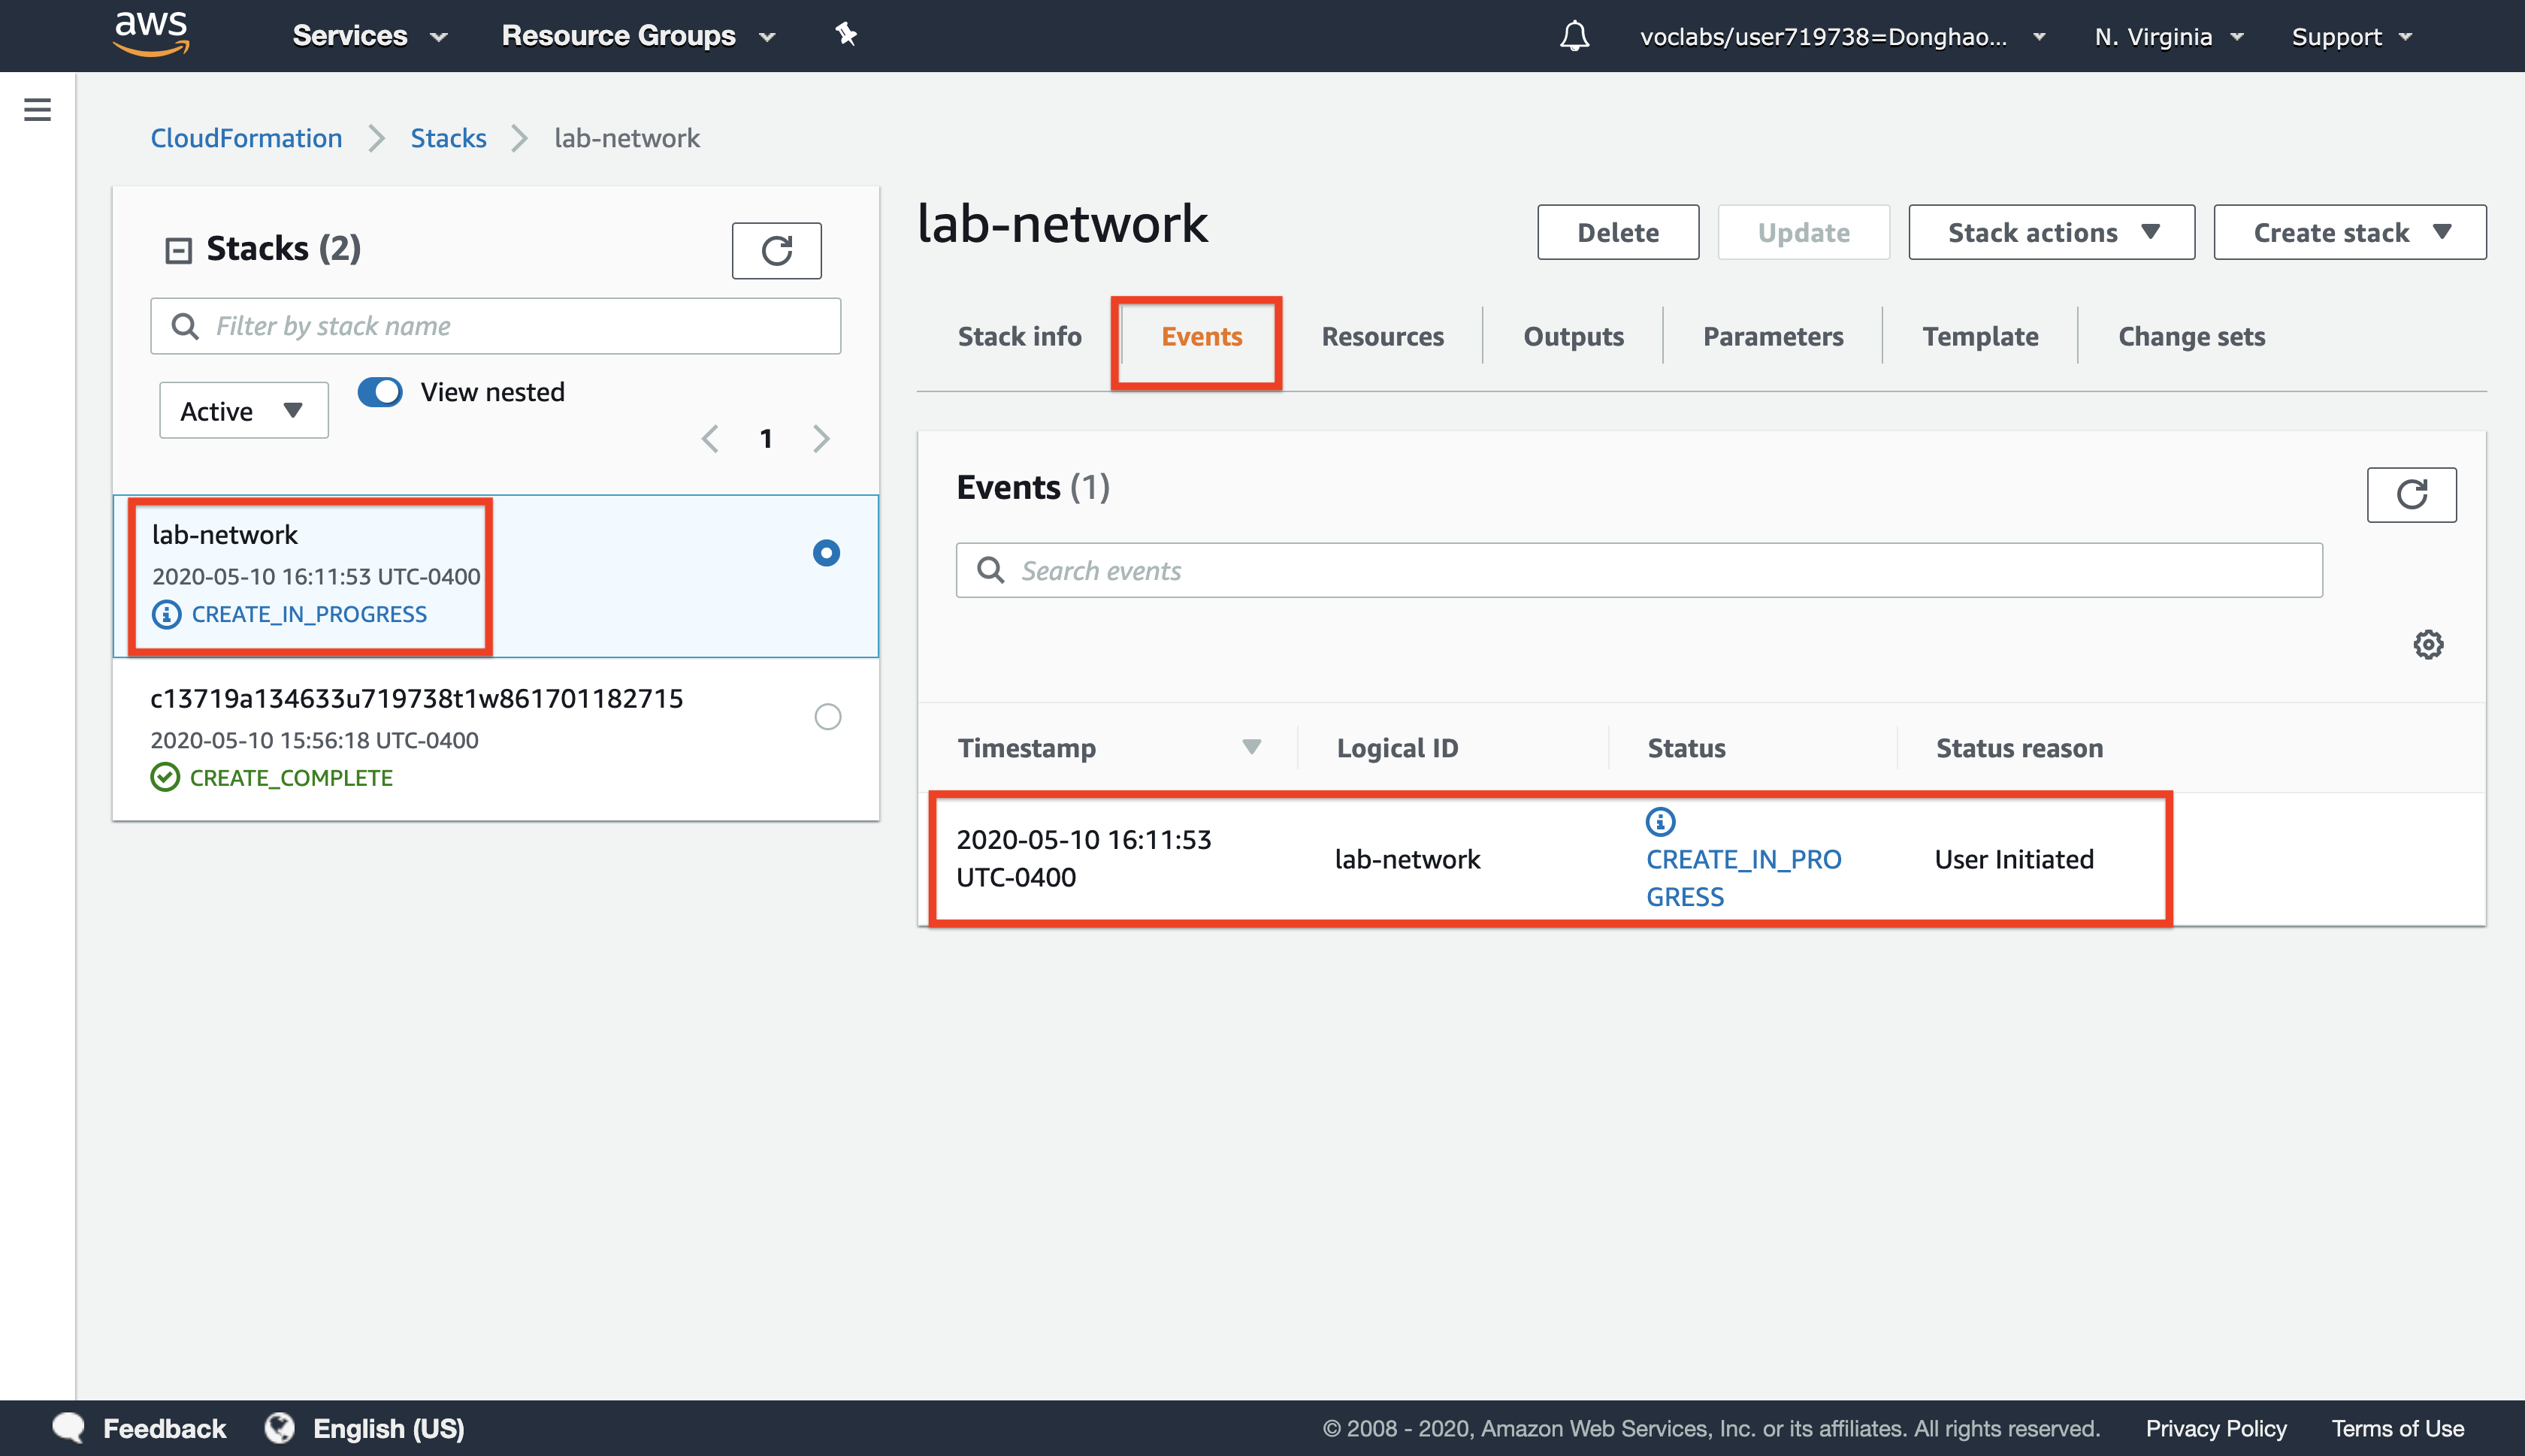 aws
Services
Resource Groups
voclabs/user719738=Donghao...
N. Virginia
Support
CloudFormation
Stacks
lab-network
Stacks (2)
Filter by stack name
Active
View nested
1
lab-network
2020-05-10 16:11:53 UTC-0400
CREATE_IN_PROGRESS
c13719a134633u719738t1w861701182715
2020-05-10 15:56:18 UTC-0400
CREATE_COMPLETE
lab-network
Delete
Update
Stack actions
Create stack
Stack info
Events
Resources
Outputs
Parameters
Template
Change sets
Events (1)
Search events
Timestamp
Logical ID
Status
Status reason
2020-05-10 16:11:53
UTC-0400
lab-network
CREATE_IN_PRO
GRESS
User Initiated
Feedback
English (US)
© 2008 - 2020, Amazon Web Services, Inc. or its affiliates. All rights reserved.
Privacy Policy
Terms of Use